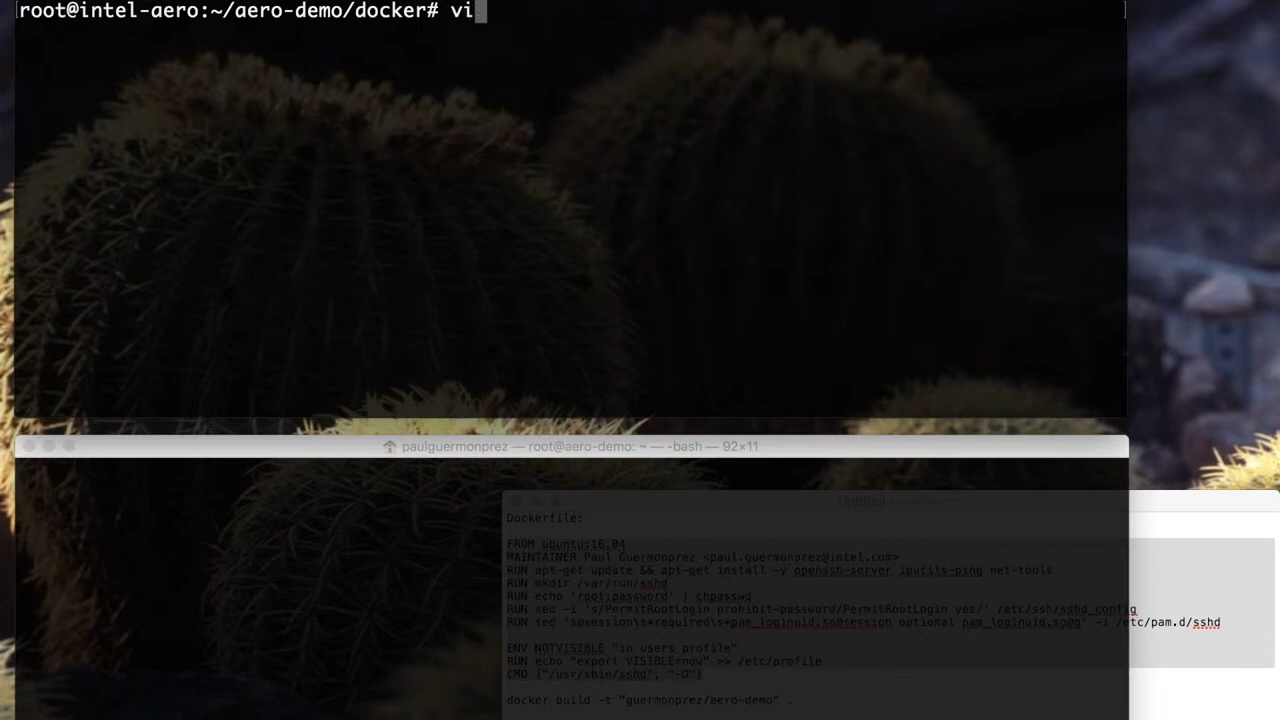 root@intel-aero:~/aero-demo/docker# vi
paulguermonprez — root@aero-demo: ~ — -bash — 92×11
Untitled
Dockerfile:
FROM ubuntu:16.04
MAINTAINER Paul Guermonprez <paul.guermonprez@intel.com>
RUN apt-get update && apt-get install -y openssh-server iputils-ping net-tools
RUN mkdir /var/run/sshd
RUN echo 'root:password' | chpasswd
RUN sed -i 's/PermitRootLogin prohibit-password/PermitRootLogin yes/' /etc/ssh/sshd_config
RUN sed 's@session\s*required\s*pam_loginuid.so@session optional pam_loginuid.so@g' -i /etc/pam.d/sshd
ENV NOTVISIBLE "in users profile"
RUN echo "export VISIBLE=now" >> /etc/profile
CMD ["/usr/sbin/sshd", "-D"]
docker build -t "guermonprez/aero-demo" .